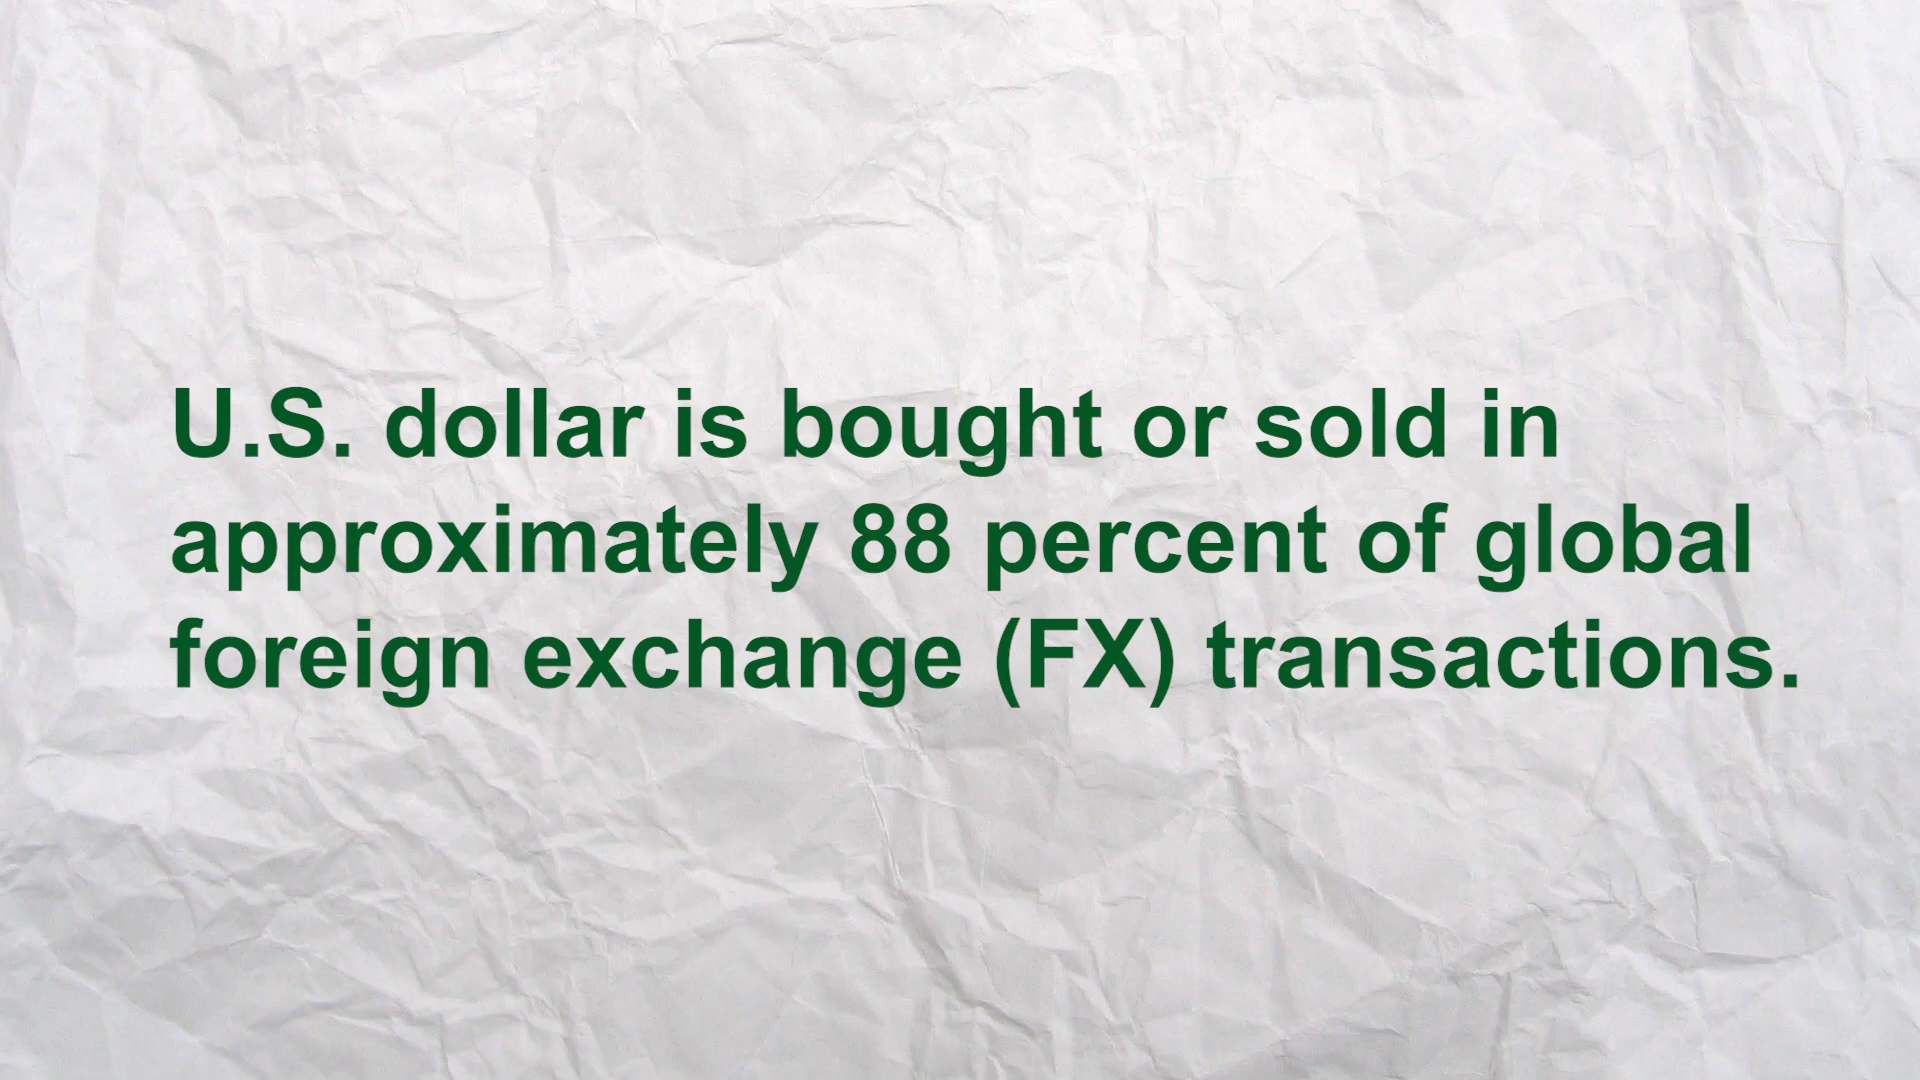 U.S. dollar is bought or sold in
approximately 88 percent of global
foreign exchange (FX) transactions.